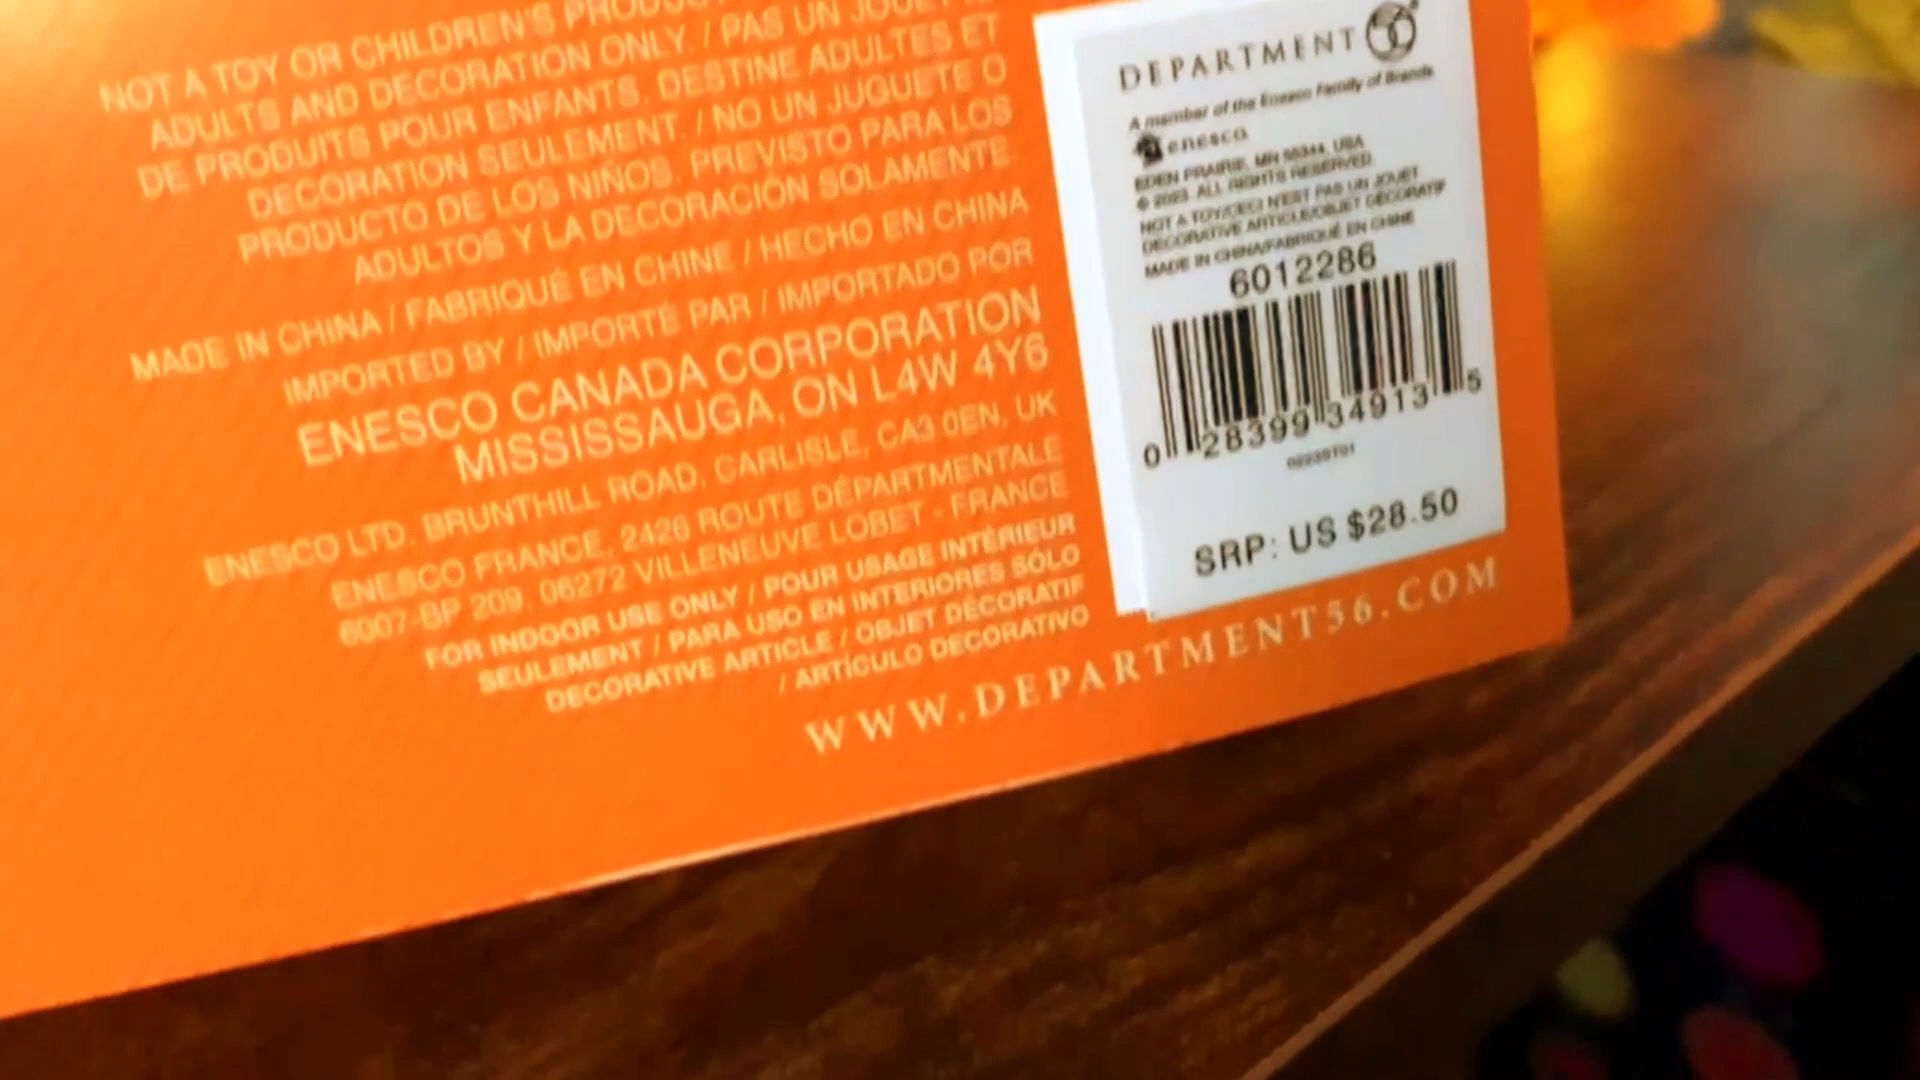 NOT A TOY OR CHILDREN'S
ADULTS AND DECORATION ONLY. / PAS UN
DE PRODUITS POUR ENFANTS. DESTINE ADULTES ET
DECORATION SEULEMENT. / NO UN JUGUETE O
PRODUCTO DE LOS NIÑOS. PREVISTO PARA LOS
ADULTOS Y LA DECORACIÓN SOLAMENTE.
MADE IN CHINA / FABRIQUÉ EN CHINE / HECHO EN CHINA
IMPORTED BY / IMPORTÉ PAR / IMPORTADO POR
ENESCO CANADA CORPORATION
MISSISSAUGA, ON L4W 4Y6
ENESCO LTD, BRUNTHILL ROAD, CARLISLE, CA3 0EN, UK
ENESCO FRANCE, 2426 ROUTE DÉPARTMENTALE
6007-BP 209, 06272 VILLENEUVE LOBET - FRANCE
FOR INDOOR USE ONLY / POUR USAGE INTÉRIEUR
SEULEMENT / PARA USO EN INTERIORES SÓLO
DECORATIVE ARTICLE / OBJET DÉCORATIF
/ ARTÍCULO DECORATIVO
WWW.DEPARTMENT56.COM
DEPARTMENT 56
A member of the Enesco Family of Brands
enesco
EDEN PRAIRIE, MN 55344, USA
© 2023. ALL RIGHTS RESERVED.
NOT A TOY/CECI N'EST PAS UN JOUET
DECORATIVE ARTICLE/OBJET DÉCORATIF
MADE IN CHINA/FABRIQUÉ EN CHINE
6012286
0 28399 34913 5
SRP: US $28.50